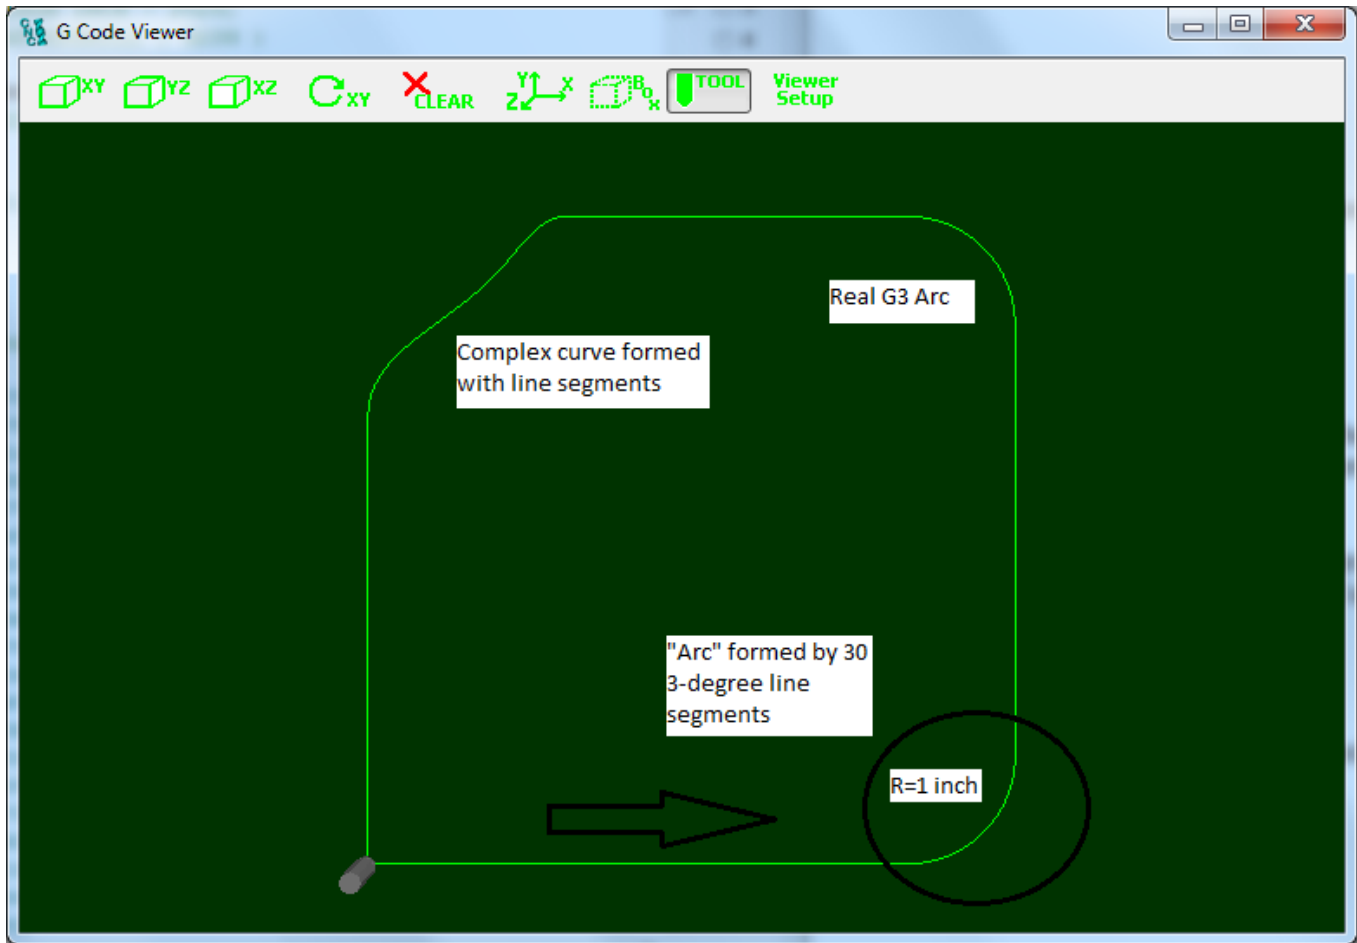 G Code Viewer
XY YZ XZ XY CLEAR Y X Z Box TOOL Viewer
Setup
Real G3 Arc
Complex curve formed
with line segments
"Arc" formed by 30
3-degree line
segments
R=1 inch